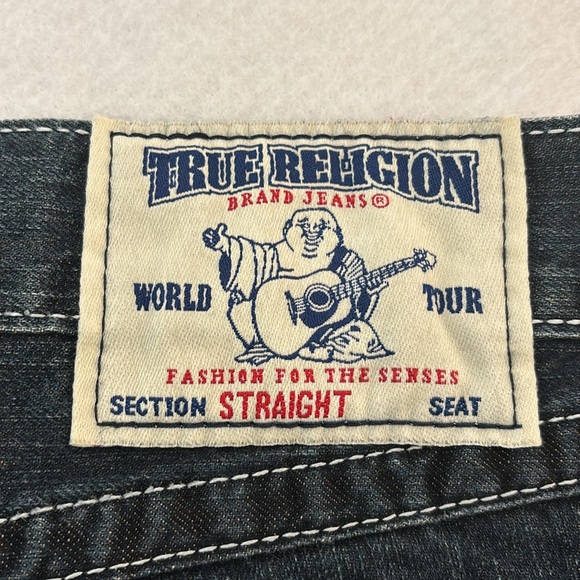 TRUE RELIGION
BRAND JEANS®
WORLD TOUR
FASHION FOR THE SENSES
SECTION STRAIGHT SEAT